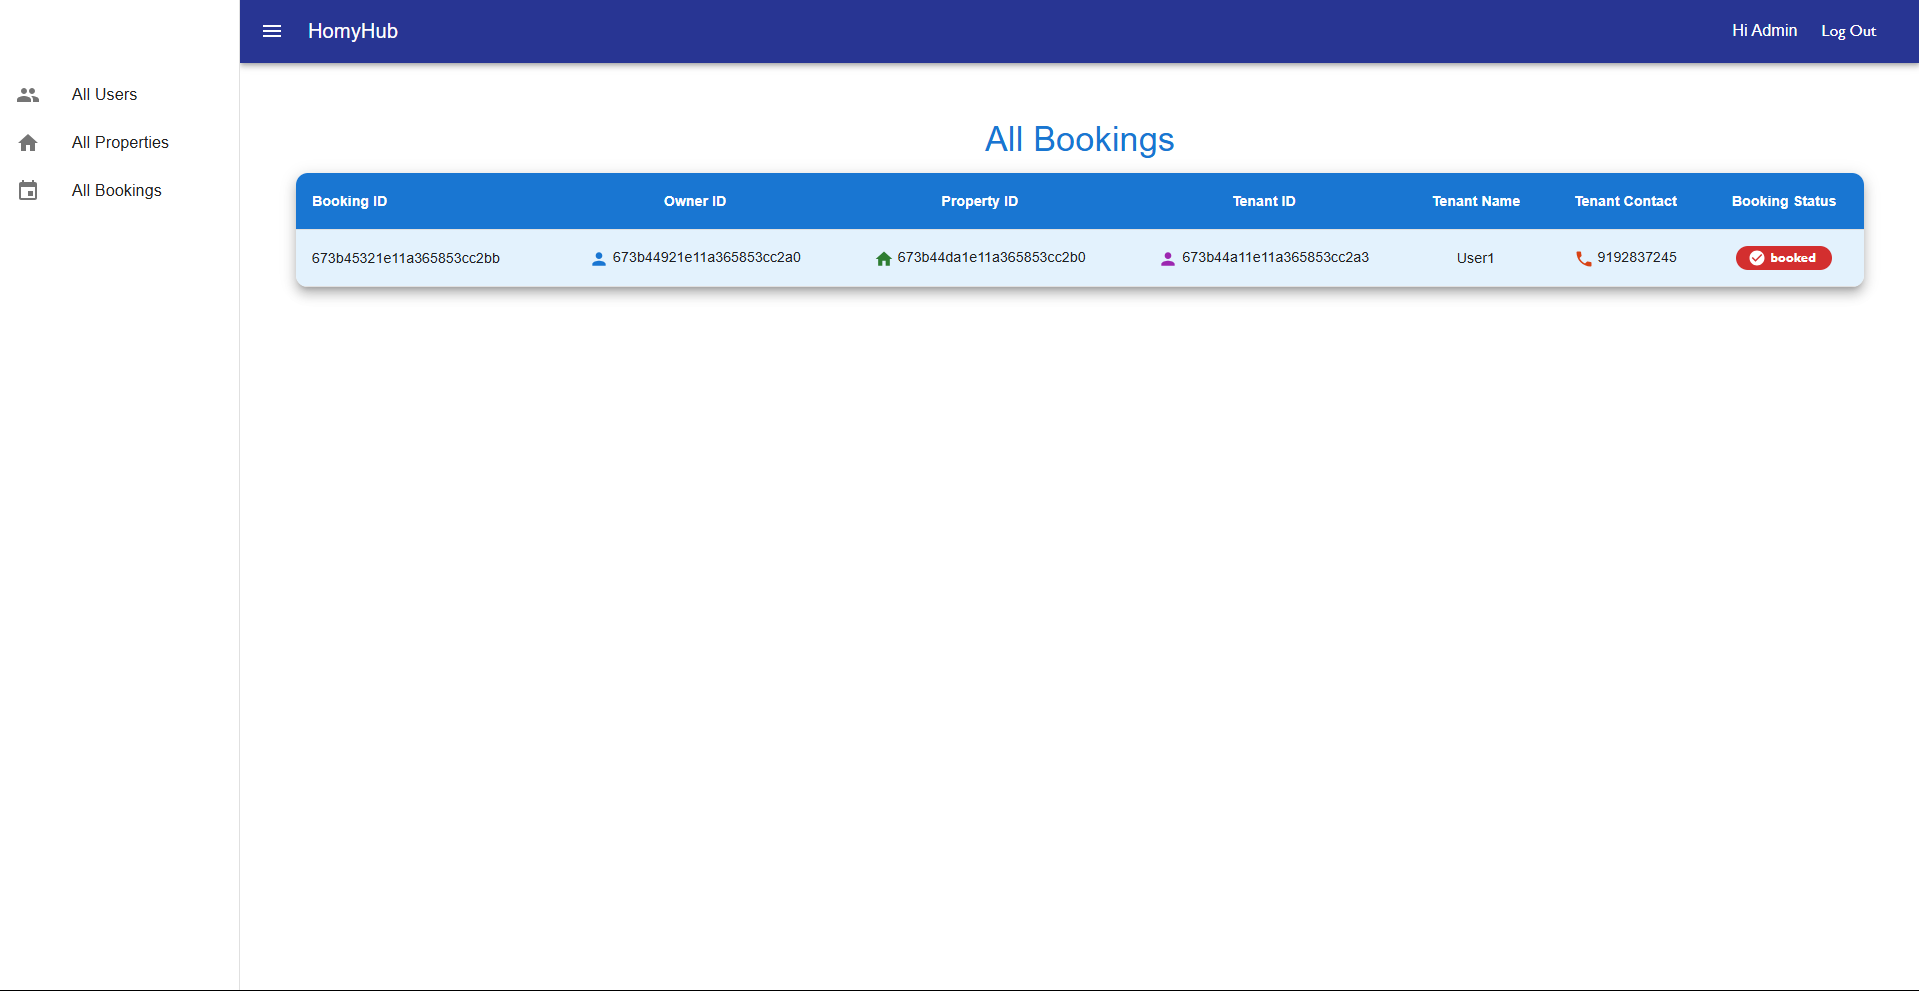 HomyHub
Hi Admin
Log Out
All Users
All Properties
All Bookings
All Bookings
Booking ID Owner ID Property ID Tenant ID Tenant Name Tenant Contact Booking Status
673b45321e11a365853cc2bb 673b44921e11a365853cc2a0 673b44da1e11a365853cc2b0 673b44a11e11a365853cc2a3 User1 9192837245 booked